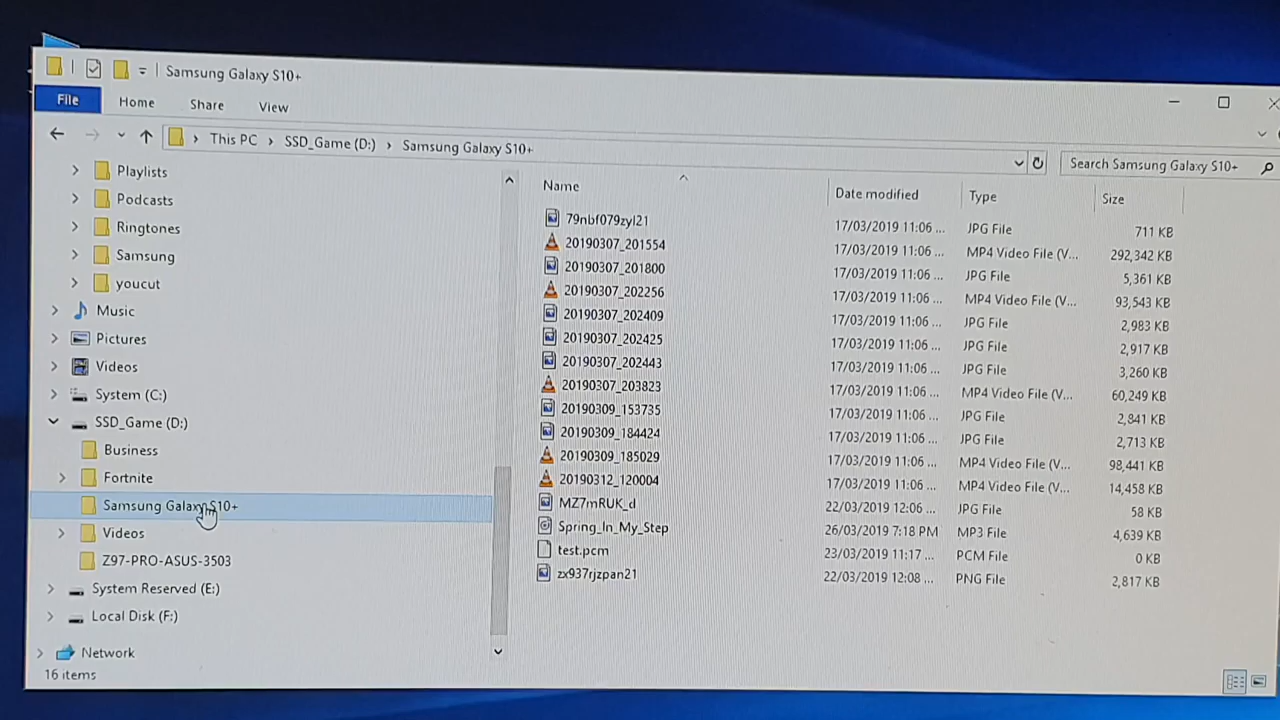 Samsung Galaxy S10+
File Home Share View
This PC SSD_Game (D:) Samsung Galaxy S10+ Search Samsung Galaxy S10+
Playlists
Podcasts
Ringtones
Samsung
youcut
Music
Pictures
Videos
System (C:)
SSD_Game (D:)
Business
Fortnite
Samsung Galaxy S10+
Videos
Z97-PRO-ASUS-3503
System Reserved (E:)
Local Disk (F:)
Network
16 items
Name Date modified Type Size
79nbf079zyl21 17/03/2019 11:06 ... JPG File 711 KB
20190307_201554 17/03/2019 11:06 ... MP4 Video File (V... 292,342 KB
20190307_201800 17/03/2019 11:06 ... JPG File 5,361 KB
20190307_202256 17/03/2019 11:06 ... MP4 Video File (V... 93,543 KB
20190307_202409 17/03/2019 11:06 ... JPG File 2,983 KB
20190307_202425 17/03/2019 11:06 ... JPG File 2,917 KB
20190307_202443 17/03/2019 11:06 ... JPG File 3,260 KB
20190307_203823 17/03/2019 11:06 ... MP4 Video File (V... 60,249 KB
20190309_153735 17/03/2019 11:06 ... JPG File 2,841 KB
20190309_184424 17/03/2019 11:06 ... JPG File 2,713 KB
20190309_185029 17/03/2019 11:06 ... MP4 Video File (V... 98,441 KB
20190312_120004 17/03/2019 11:06 ... MP4 Video File (V... 14,458 KB
MZ7mRUK_d 22/03/2019 12:08 ... JPG File 58 KB
Spring_In_My_Step 26/03/2019 7:18 PM MP3 File 4,639 KB
test.pcm 23/03/2019 11:17 ... PCM File 0 KB
zx937rjzpan21 22/03/2019 12:08 ... PNG File 2,817 KB